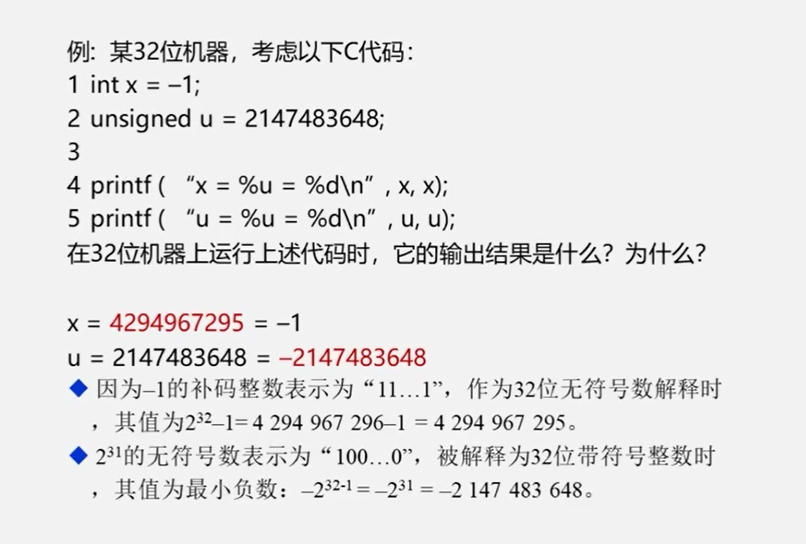 例: 某32位机器，考虑以下C代码：
1 int x = –1;
2 unsigned u = 2147483648;
3
4 printf ( “x = %u = %d\n” , x, x);
5 printf ( “u = %u = %d\n” , u, u);
在32位机器上运行上述代码时，它的输出结果是什么？为什么？
x = 4294967295 = –1
u = 2147483648 = –2147483648
◆ 因为–1的补码整数表示为“11…1”，作为32位无符号数解释时
，其值为2³²–1= 4 294 967 296–1 = 4 294 967 295。
◆ 2³¹的无符号数表示为“100…0”，被解释为32位带符号整数时
，其值为最小负数：–2³²⁻¹ = –2³¹ = –2 147 483 648。